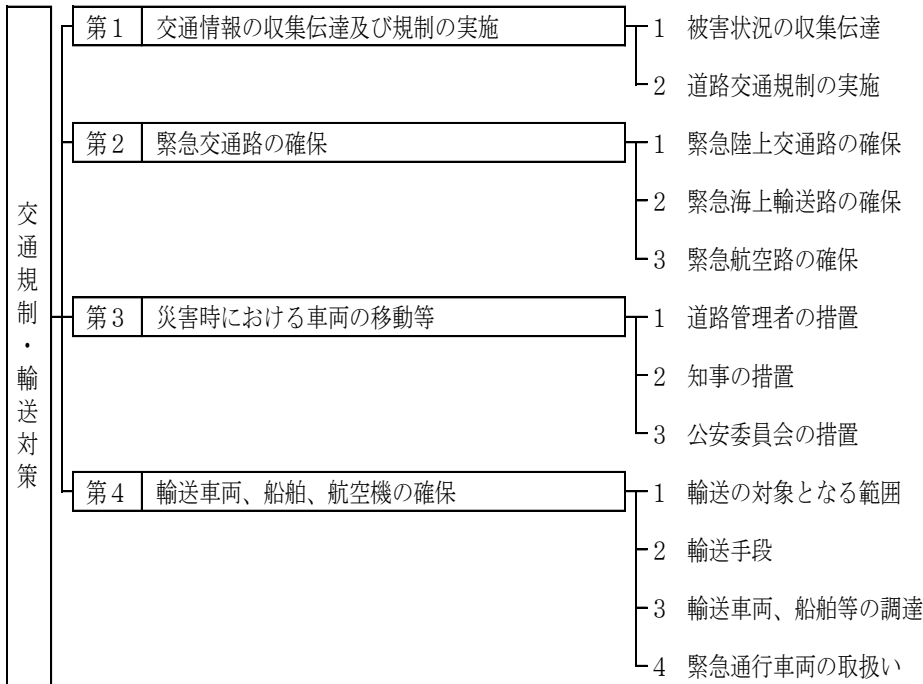 交通規制・輸送対策
第1 交通情報の収集伝達及び規制の実施
1 被害状況の収集伝達
2 道路交通規制の実施
第2 緊急交通路の確保
1 緊急陸上交通路の確保
2 緊急海上輸送路の確保
3 緊急航空路の確保
第3 災害時における車両の移動等
1 道路管理者の措置
2 知事の措置
3 公安委員会の措置
第4 輸送車両、船舶、航空機の確保
1 輸送の対象となる範囲
2 輸送手段
3 輸送車両、船舶等の調達
4 緊急通行車両の取扱い